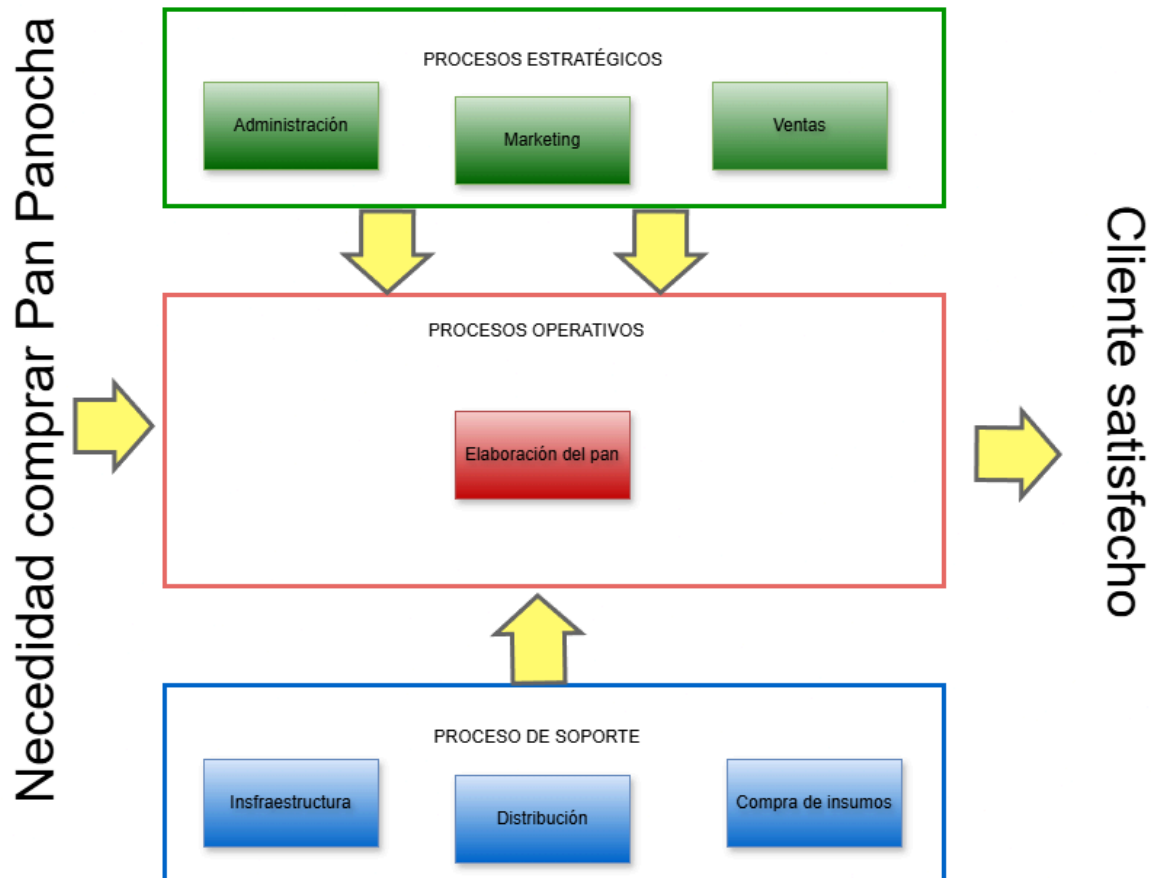 Necedidad comprar Pan Panocha
PROCESOS ESTRATÉGICOS
Administración
Marketing
Ventas
PROCESOS OPERATIVOS
Elaboración del pan
PROCESO DE SOPORTE
Insfraestructura
Distribución
Compra de insumos
Cliente satisfecho